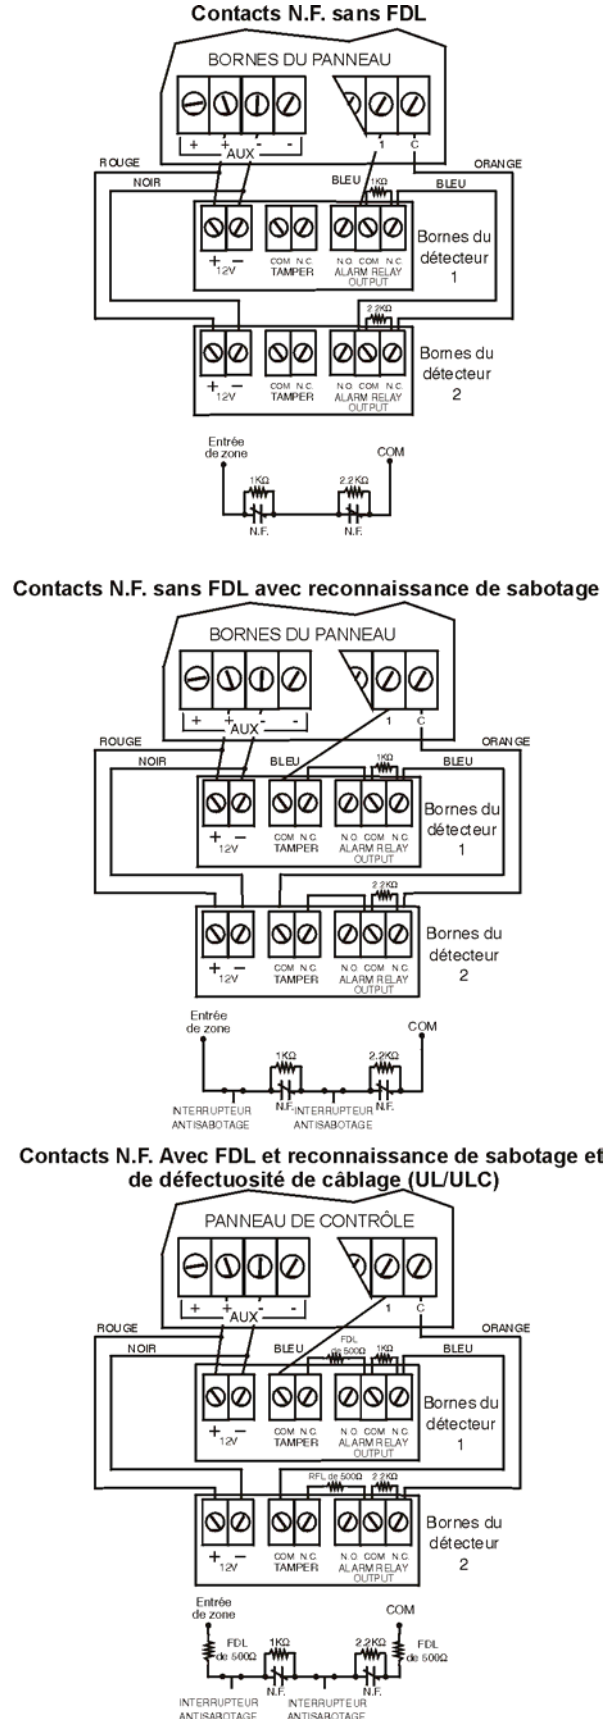 Contacts N.F. sans FDL
BORNES DU PANNEAU
+ + - -
AUX
1 C
ROUGE
NOIR
BLEU
1KΩ
BLEU
ORANGE
+ −
12V
COM N.C.
TAMPER
N.O. COM N.C.
ALARM RELAY
OUTPUT
Bornes du
détecteur
1
2.2KΩ
+ −
12V
COM N.C.
TAMPER
N.O. COM N.C.
ALARM RELAY
OUTPUT
Bornes du
détecteur
2
Entrée
de zone
COM
1KΩ
2.2KΩ
N.F.
N.F.
Contacts N.F. sans FDL avec reconnaissance de sabotage
BORNES DU PANNEAU
+ + - -
AUX
1 C
ROUGE
NOIR
BLEU
1KΩ
BLEU
ORANGE
+ −
12V
COM N.C.
TAMPER
N.O. COM N.C.
ALARM RELAY
OUTPUT
Bornes du
détecteur
1
2.2KΩ
+ −
12V
COM N.C.
TAMPER
N.O. COM N.C.
ALARM RELAY
OUTPUT
Bornes du
détecteur
2
Entrée
de zone
COM
1KΩ
2.2KΩ
N.F.
N.F.
INTERRUPTEUR
ANTISABOTAGE
INTERRUPTEUR
ANTISABOTAGE
Contacts N.F. Avec FDL et reconnaissance de sabotage et
de défectuosité de câblage (UL/ULC)
PANNEAU DE CONTRÔLE
+ + - -
AUX
1 C
ROUGE
NOIR
BLEU
FDL
de 500Ω
1KΩ
BLEU
ORANGE
+ −
12V
COM N.C.
TAMPER
N.O. COM N.C.
ALARM RELAY
OUTPUT
Bornes du
détecteur
1
RFL de 500Ω
2.2KΩ
+ −
12V
COM N.C.
TAMPER
N.O. COM N.C.
ALARM RELAY
OUTPUT
Bornes du
détecteur
2
Entrée
de zone
COM
FDL
de 500Ω
1KΩ
2.2KΩ
FDL
de 500Ω
N.F.
N.F.
INTERRUPTEUR
ANTISABOTAGE
INTERRUPTEUR
ANTISABOTAGE